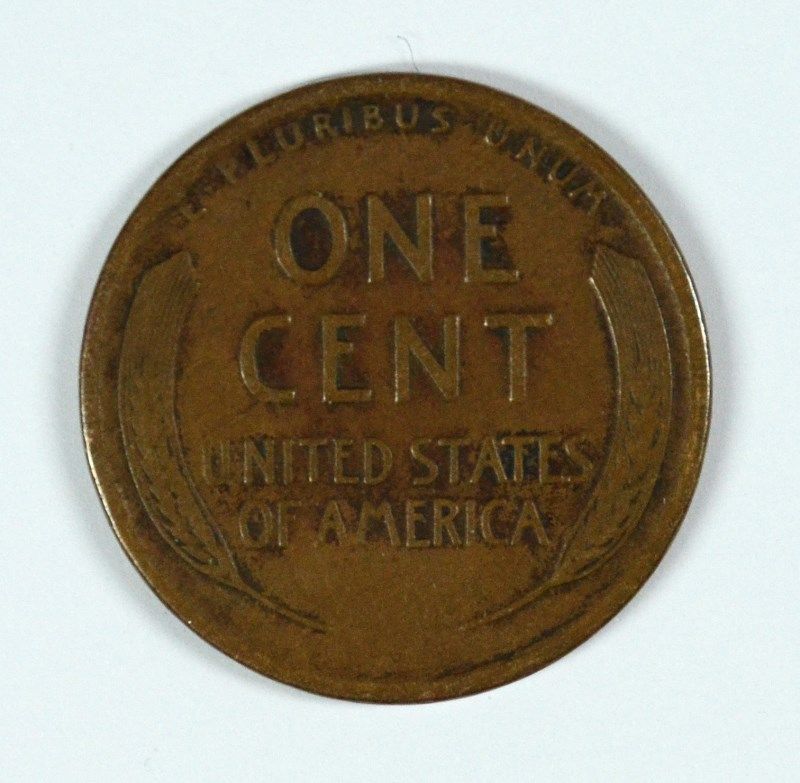 E·PLURIBUS·UNUM
ONE
CENT
UNITED STATES
OF AMERICA